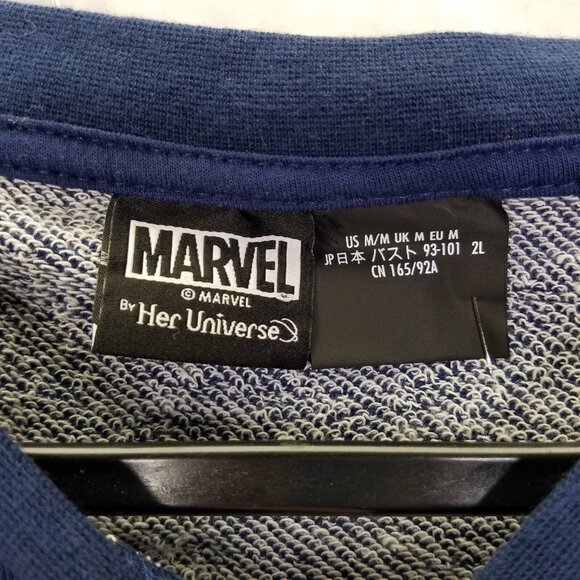 MARVEL
© MARVEL
BY Her Universe
US M/M UK M EU M
JP日本 バスト 93-101 2L
CN 165/92A